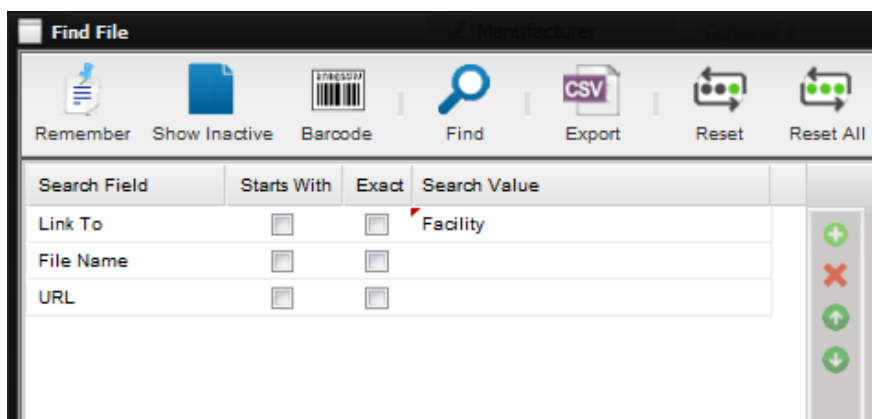 Find File
Manufacturer
Remember Show Inactive Barcode Find CSV Export Reset Reset All
Search Field Starts With Exact Search Value
Link To Facility
File Name
URL